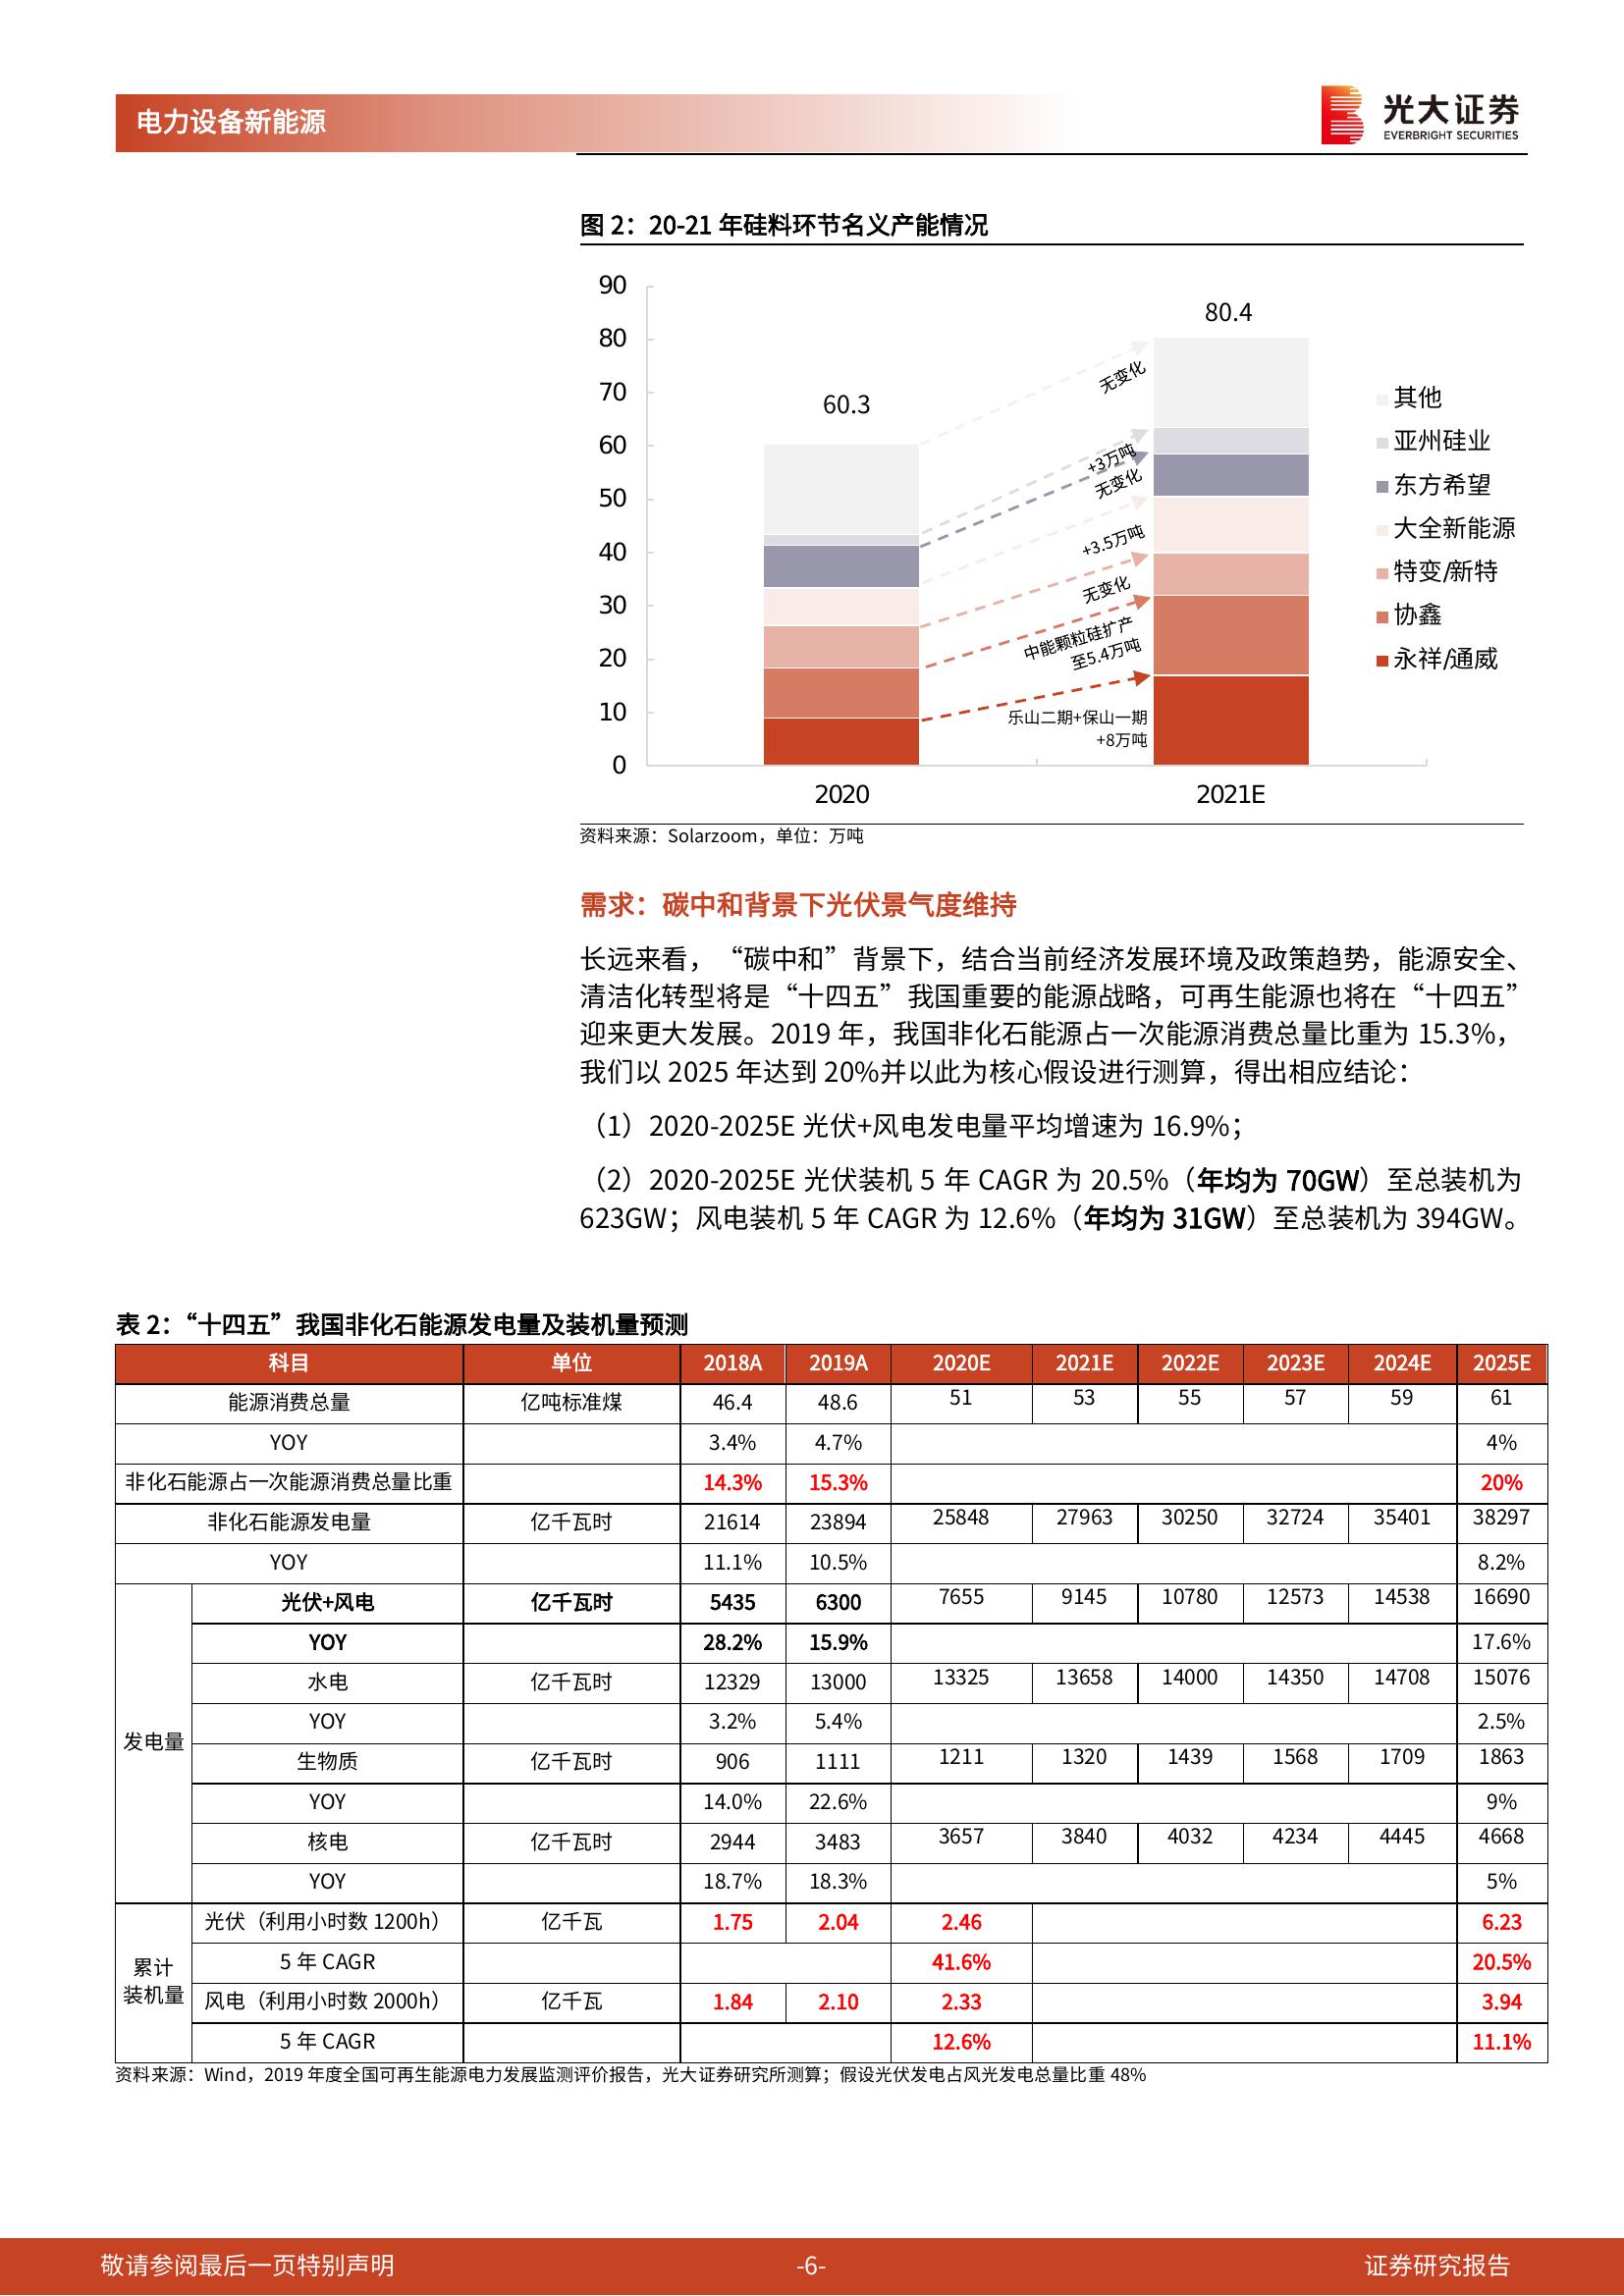 电力设备新能源
光大证券
EVERBRIGHT SECURITIES
图 2：20-21 年硅料环节名义产能情况
90
80
70
60
50
40
30
20
10
0
60.3
80.4
无变化
+3万吨
无变化
+3.5万吨
无变化
中能颗粒硅扩产
至5.4万吨
乐山二期+保山一期
+8万吨
2020
2021E
其他
亚州硅业
东方希望
大全新能源
特变/新特
协鑫
永祥/通威
资料来源：Solarzoom，单位：万吨
需求：碳中和背景下光伏景气度维持
长远来看，“碳中和”背景下，结合当前经济发展环境及政策趋势，能源安全、
清洁化转型将是“十四五”我国重要的能源战略，可再生能源也将在“十四五”
迎来更大发展。2019 年，我国非化石能源占一次能源消费总量比重为 15.3%，
我们以 2025 年达到 20%并以此为核心假设进行测算，得出相应结论：
（1）2020-2025E 光伏+风电发电量平均增速为 16.9%；
（2）2020-2025E 光伏装机 5 年 CAGR 为 20.5%（年均为 70GW）至总装机为
623GW；风电装机 5 年 CAGR 为 12.6%（年均为 31GW）至总装机为 394GW。
表 2：“十四五”我国非化石能源发电量及装机量预测
科目 单位 2018A 2019A 2020E 2021E 2022E 2023E 2024E 2025E
能源消费总量 亿吨标准煤 46.4 48.6 51 53 55 57 59 61
YOY 3.4% 4.7% 4%
非化石能源占一次能源消费总量比重 14.3% 15.3% 20%
非化石能源发电量 亿千瓦时 21614 23894 25848 27963 30250 32724 35401 38297
YOY 11.1% 10.5% 8.2%
发电量
光伏+风电 亿千瓦时 5435 6300 7655 9145 10780 12573 14538 16690
YOY 28.2% 15.9% 17.6%
水电 亿千瓦时 12329 13000 13325 13658 14000 14350 14708 15076
YOY 3.2% 5.4% 2.5%
生物质 亿千瓦时 906 1111 1211 1320 1439 1568 1709 1863
YOY 14.0% 22.6% 9%
核电 亿千瓦时 2944 3483 3657 3840 4032 4234 4445 4668
YOY 18.7% 18.3% 5%
累计
装机量
光伏（利用小时数 1200h） 亿千瓦 1.75 2.04 2.46 6.23
5 年 CAGR 41.6% 20.5%
风电（利用小时数 2000h） 亿千瓦 1.84 2.10 2.33 3.94
5 年 CAGR 12.6% 11.1%
资料来源：Wind，2019 年度全国可再生能源电力发展监测评价报告，光大证券研究所测算；假设光伏发电占风光发电总量比重 48%
敬请参阅最后一页特别声明
-6-
证券研究报告